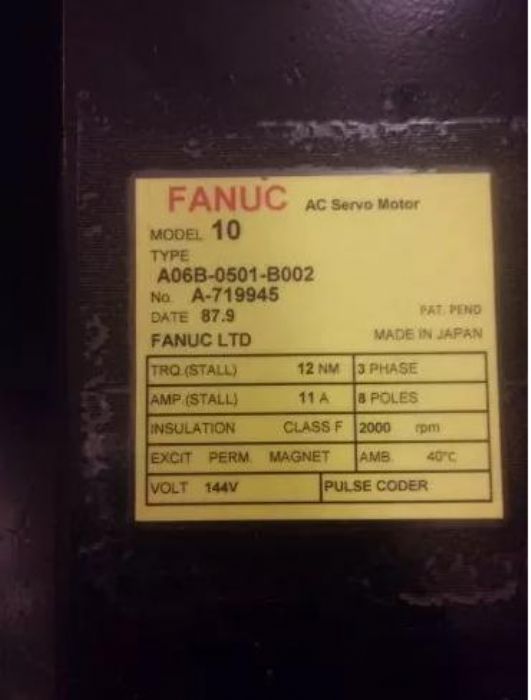 FANUC AC Servo Motor
MODEL 10
TYPE
A06B-0501-B002
No. A-719945
DATE 87.9 PAT. PEND
FANUC LTD MADE IN JAPAN
TRQ.(STALL) 12 NM 3 PHASE
AMP.(STALL) 11 A 8 POLES
INSULATION CLASS F 2000 rpm
EXCIT PERM. MAGNET AMB. 40°C
VOLT 144V PULSE CODER